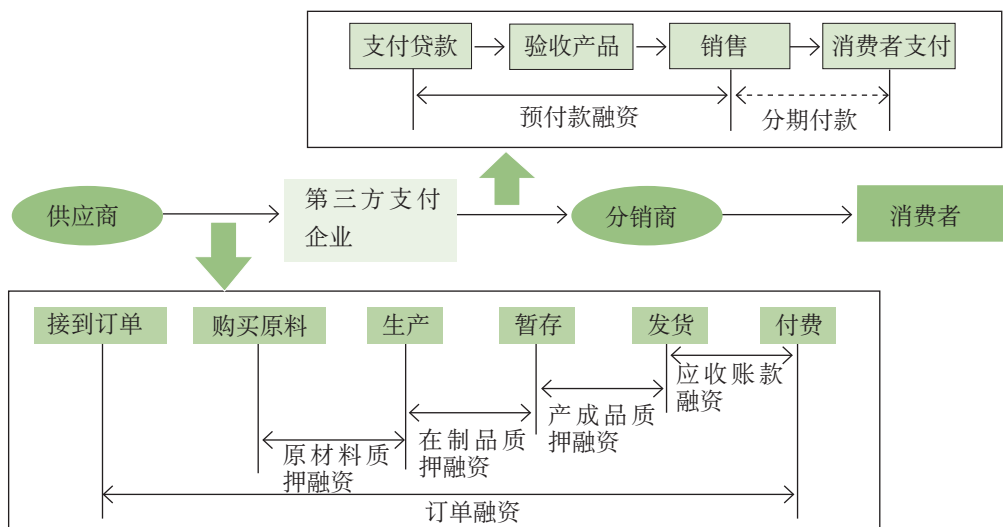 支付贷款
验收产品
销售
消费者支付
预付款融资
分期付款
供应商
第三方支付
企业
分销商
消费者
接到订单
购买原料
生产
暂存
发货
付费
应收账款
融资
产成品质
押融资
在制品质
押融资
原材料质
押融资
订单融资